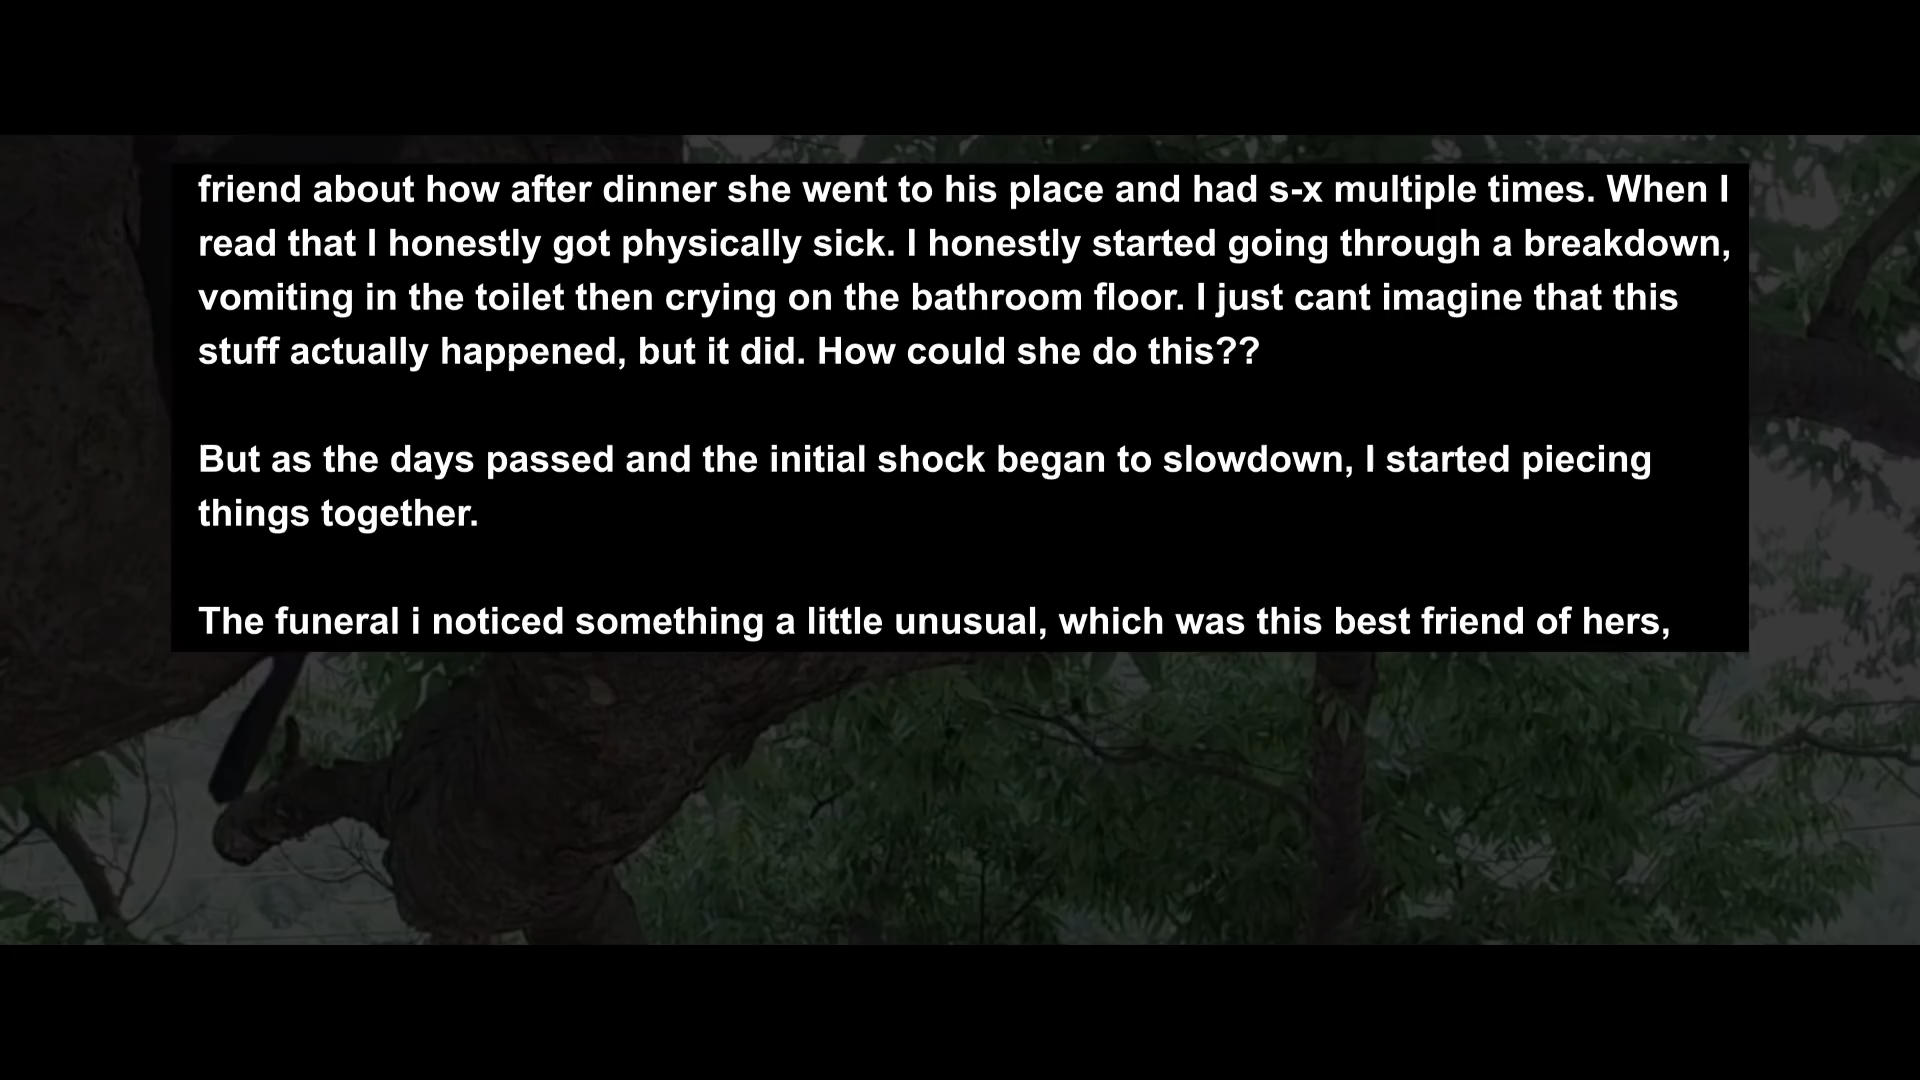 friend about how after dinner she went to his place and had s-x multiple times. When I
read that I honestly got physically sick. I honestly started going through a breakdown,
vomiting in the toilet then crying on the bathroom floor. I just cant imagine that this
stuff actually happened, but it did. How could she do this??
But as the days passed and the initial shock began to slowdown, I started piecing
things together.
The funeral i noticed something a little unusual, which was this best friend of hers,